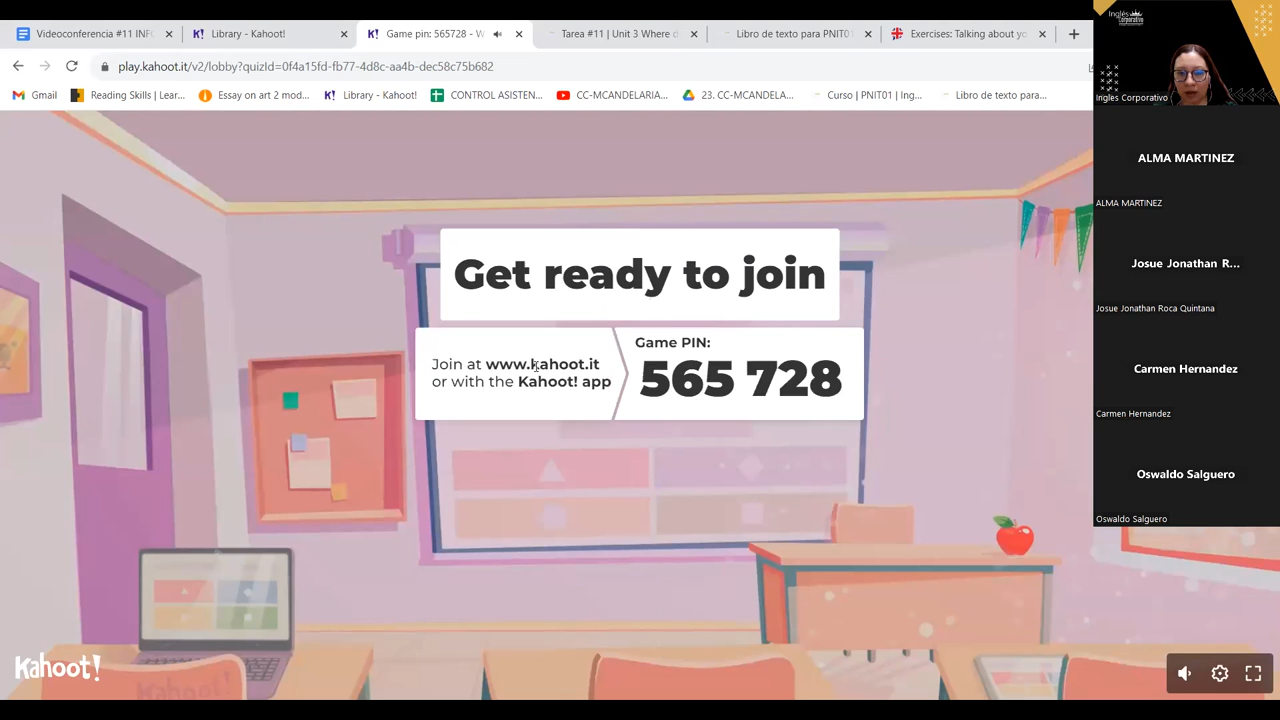 Videoconferencia #11 INFC
Library - Kahoot!
Game pin: 565728 - W
Tarea #11 | Unit 3 Where d
Libro de texto para PNIT01
Exercises: Talking about yo
play.kahoot.it/v2/lobby?quizId=0f4a15fd-fb77-4d8c-aa4b-dec58c75b682
Gmail
Reading Skills | Lear...
Essay on art 2 mod...
Library - Kahoot!
CONTROL ASISTEN...
CC-MCANDELARIA...
23. CC-MCANDELA...
Curso | PNIT01 | Ing...
Libro de texto para...
Get ready to join
Join at www.kahoot.it
or with the Kahoot! app
Game PIN:
565 728
Kahoot!
Inglés
Corporativo
Ingles Corporativo
ALMA MARTINEZ
ALMA MARTINEZ
Josue Jonathan R...
Josue Jonathan Roca Quintana
Carmen Hernandez
Carmen Hernandez
Oswaldo Salguero
Oswaldo Salguero